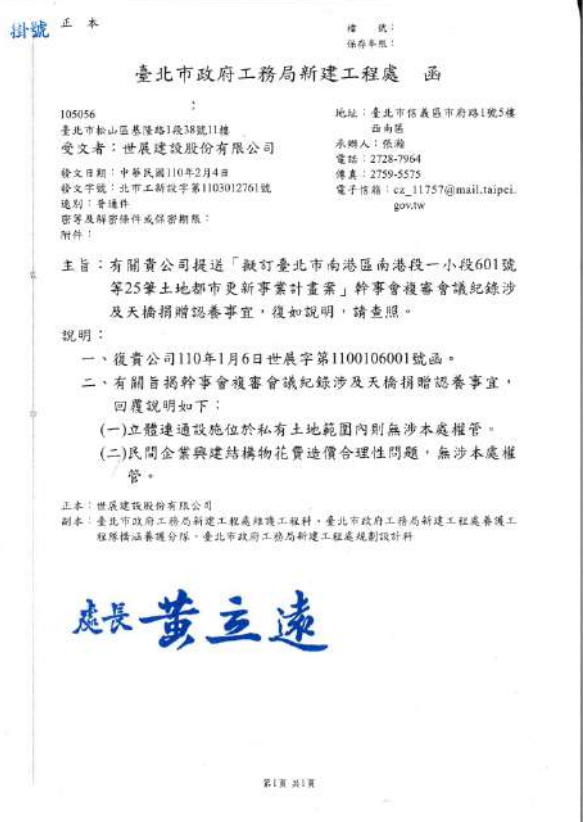 掛號
正本
檔 號：
保存年限：
臺北市政府工務局新建工程處 函
105056
臺北市松山區基隆路1段38號11樓
受文者：世展建設股份有限公司
地址：臺北市信義區市府路1號5樓
西南區
承辦人：張瀚
電話：2728-7964
傳真：2759-5575
電子信箱：cz_11757@mail.taipei.
gov.tw
發文日期：中華民國110年2月4日
發文字號：北市工新設字第1103012761號
速別：普通件
密等及解密條件或保密期限：
附件：
主旨：有關貴公司提送「擬訂臺北市南港區南港段一小段601號
等25筆土地都市更新事業計畫案」幹事會複審會議紀錄涉
及天橋捐贈認養事宜，復如說明，請查照。
說明：
一、復貴公司110年1月6日世展字第1100106001號函。
二、有關旨揭幹事會複審會議紀錄涉及天橋捐贈認養事宜，
回覆說明如下：
(一)立體連通設施位於私有土地範圍內則無涉本處權管。
(二)民間企業興建結構物花費造價合理性問題，無涉本處權
管。
正本：世展建設股份有限公司
副本：臺北市政府工務局新建工程處維護工程科、臺北市政府工務局新建工程處養護工
程隊橋涵養護分隊、臺北市政府工務局新建工程處規劃設計科
處長 黃立遠
第1頁 共1頁